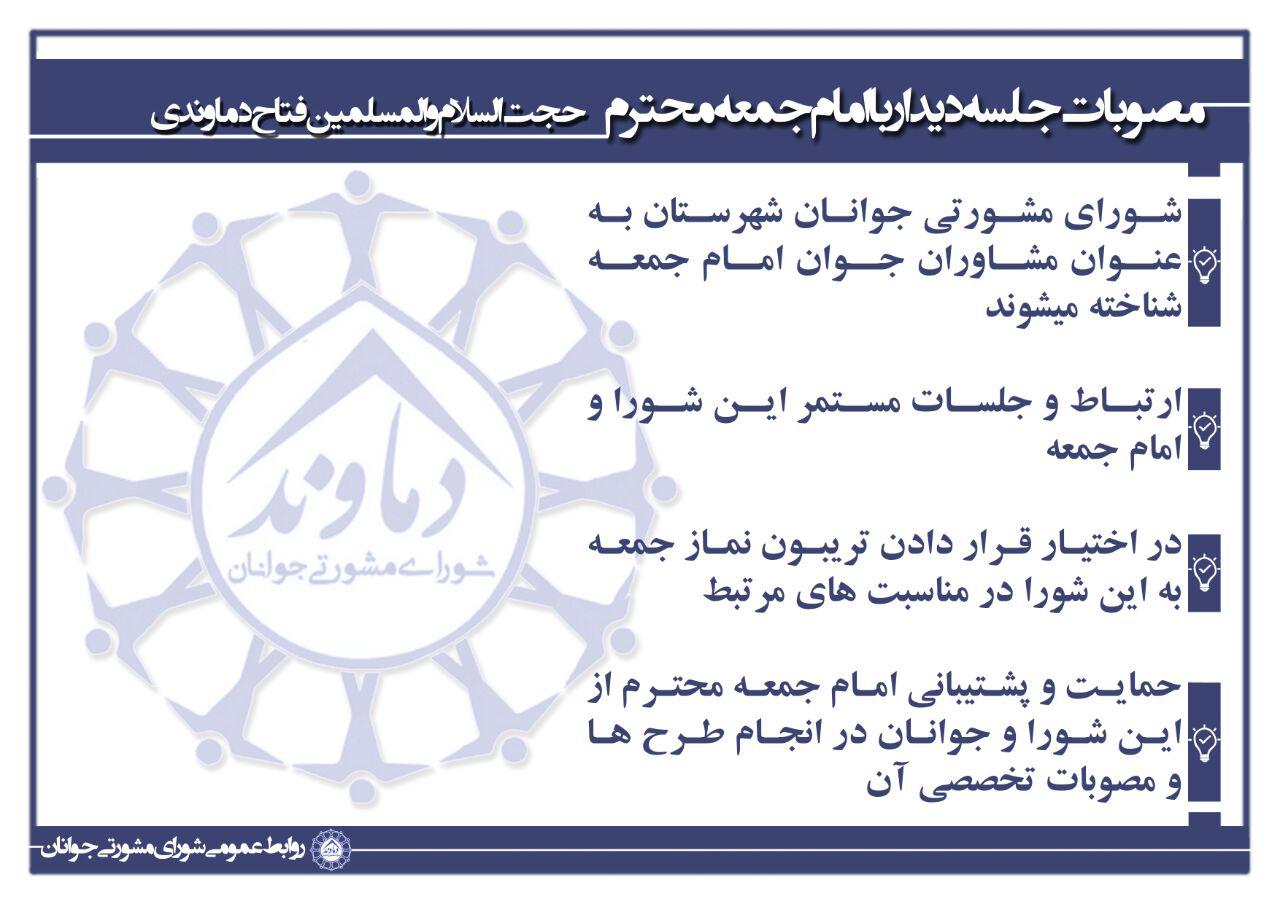 مصوبات جلسه دیدار با امام جمعه محترم حجت السلام والمسلمین فتاح دماوندی
شورای مشورتی جوانان شهرستان به
عنوان مشاوران جوان امام جمعه
شناخته میشوند
ارتباط و جلسات مستمر این شورا و
امام جمعه
در اختیار قرار دادن تریبون نماز جمعه
به این شورا در مناسبت های مرتبط
حمایت و پشتیبانی امام جمعه محترم از
این شورا و جوانان در انجام طرح ها
و مصوبات تخصصی آن
دماوند
شورای مشورتی جوانان
دماوند
روابط عمومی شورای مشورتی جوانان